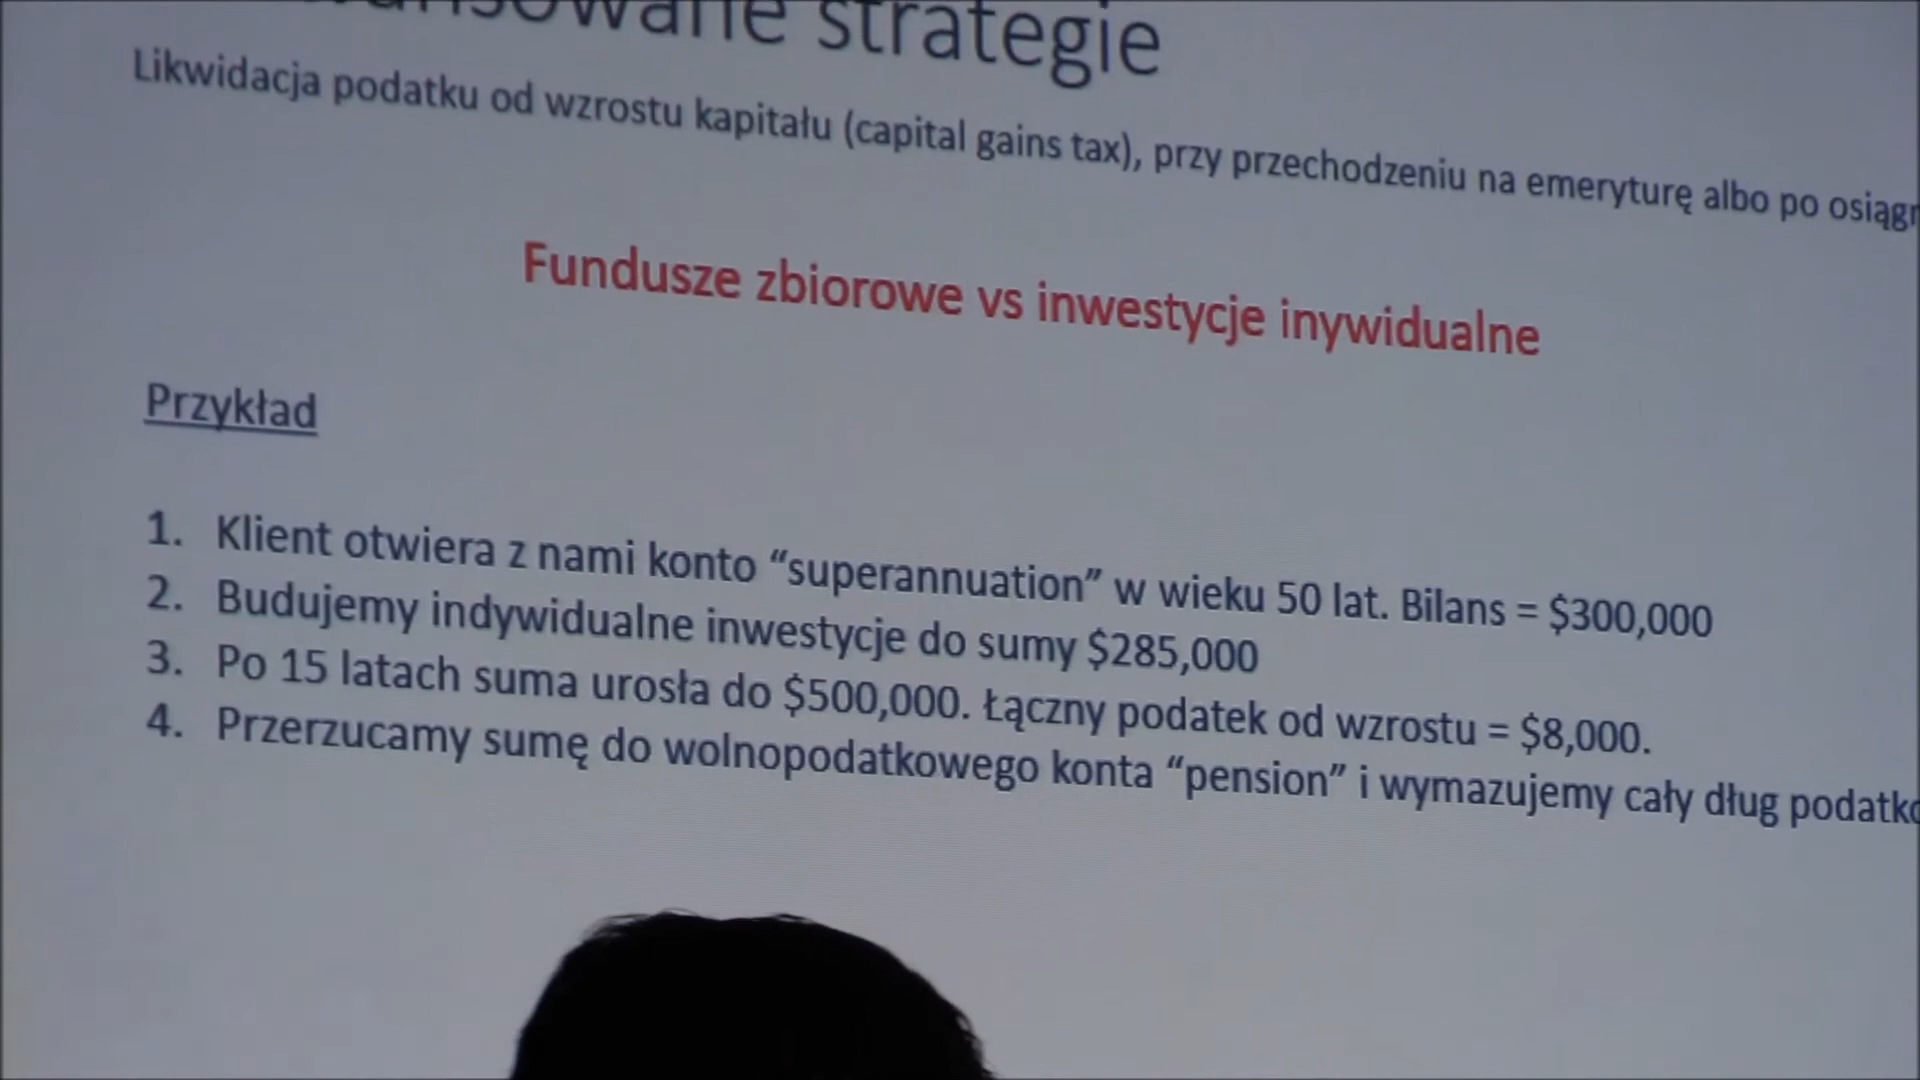 strategie
Likwidacja podatku od wzrostu kapitału (capital gains tax), przy przechodzeniu na emeryturę albo po
Fundusze zbiorowe vs inwestycje inywidualne
Przykład
1. Klient otwiera z nami konto “superannuation” w wieku 50 lat. Bilans = $300,000
2. Budujemy indywidualne inwestycje do sumy $285,000
3. Po 15 latach suma urosła do $500,000. Łączny podatek od wzrostu = $8,000.
4. Przerzucamy sumę do wolnopodatkowego konta “pension” i wymazujemy cały dług